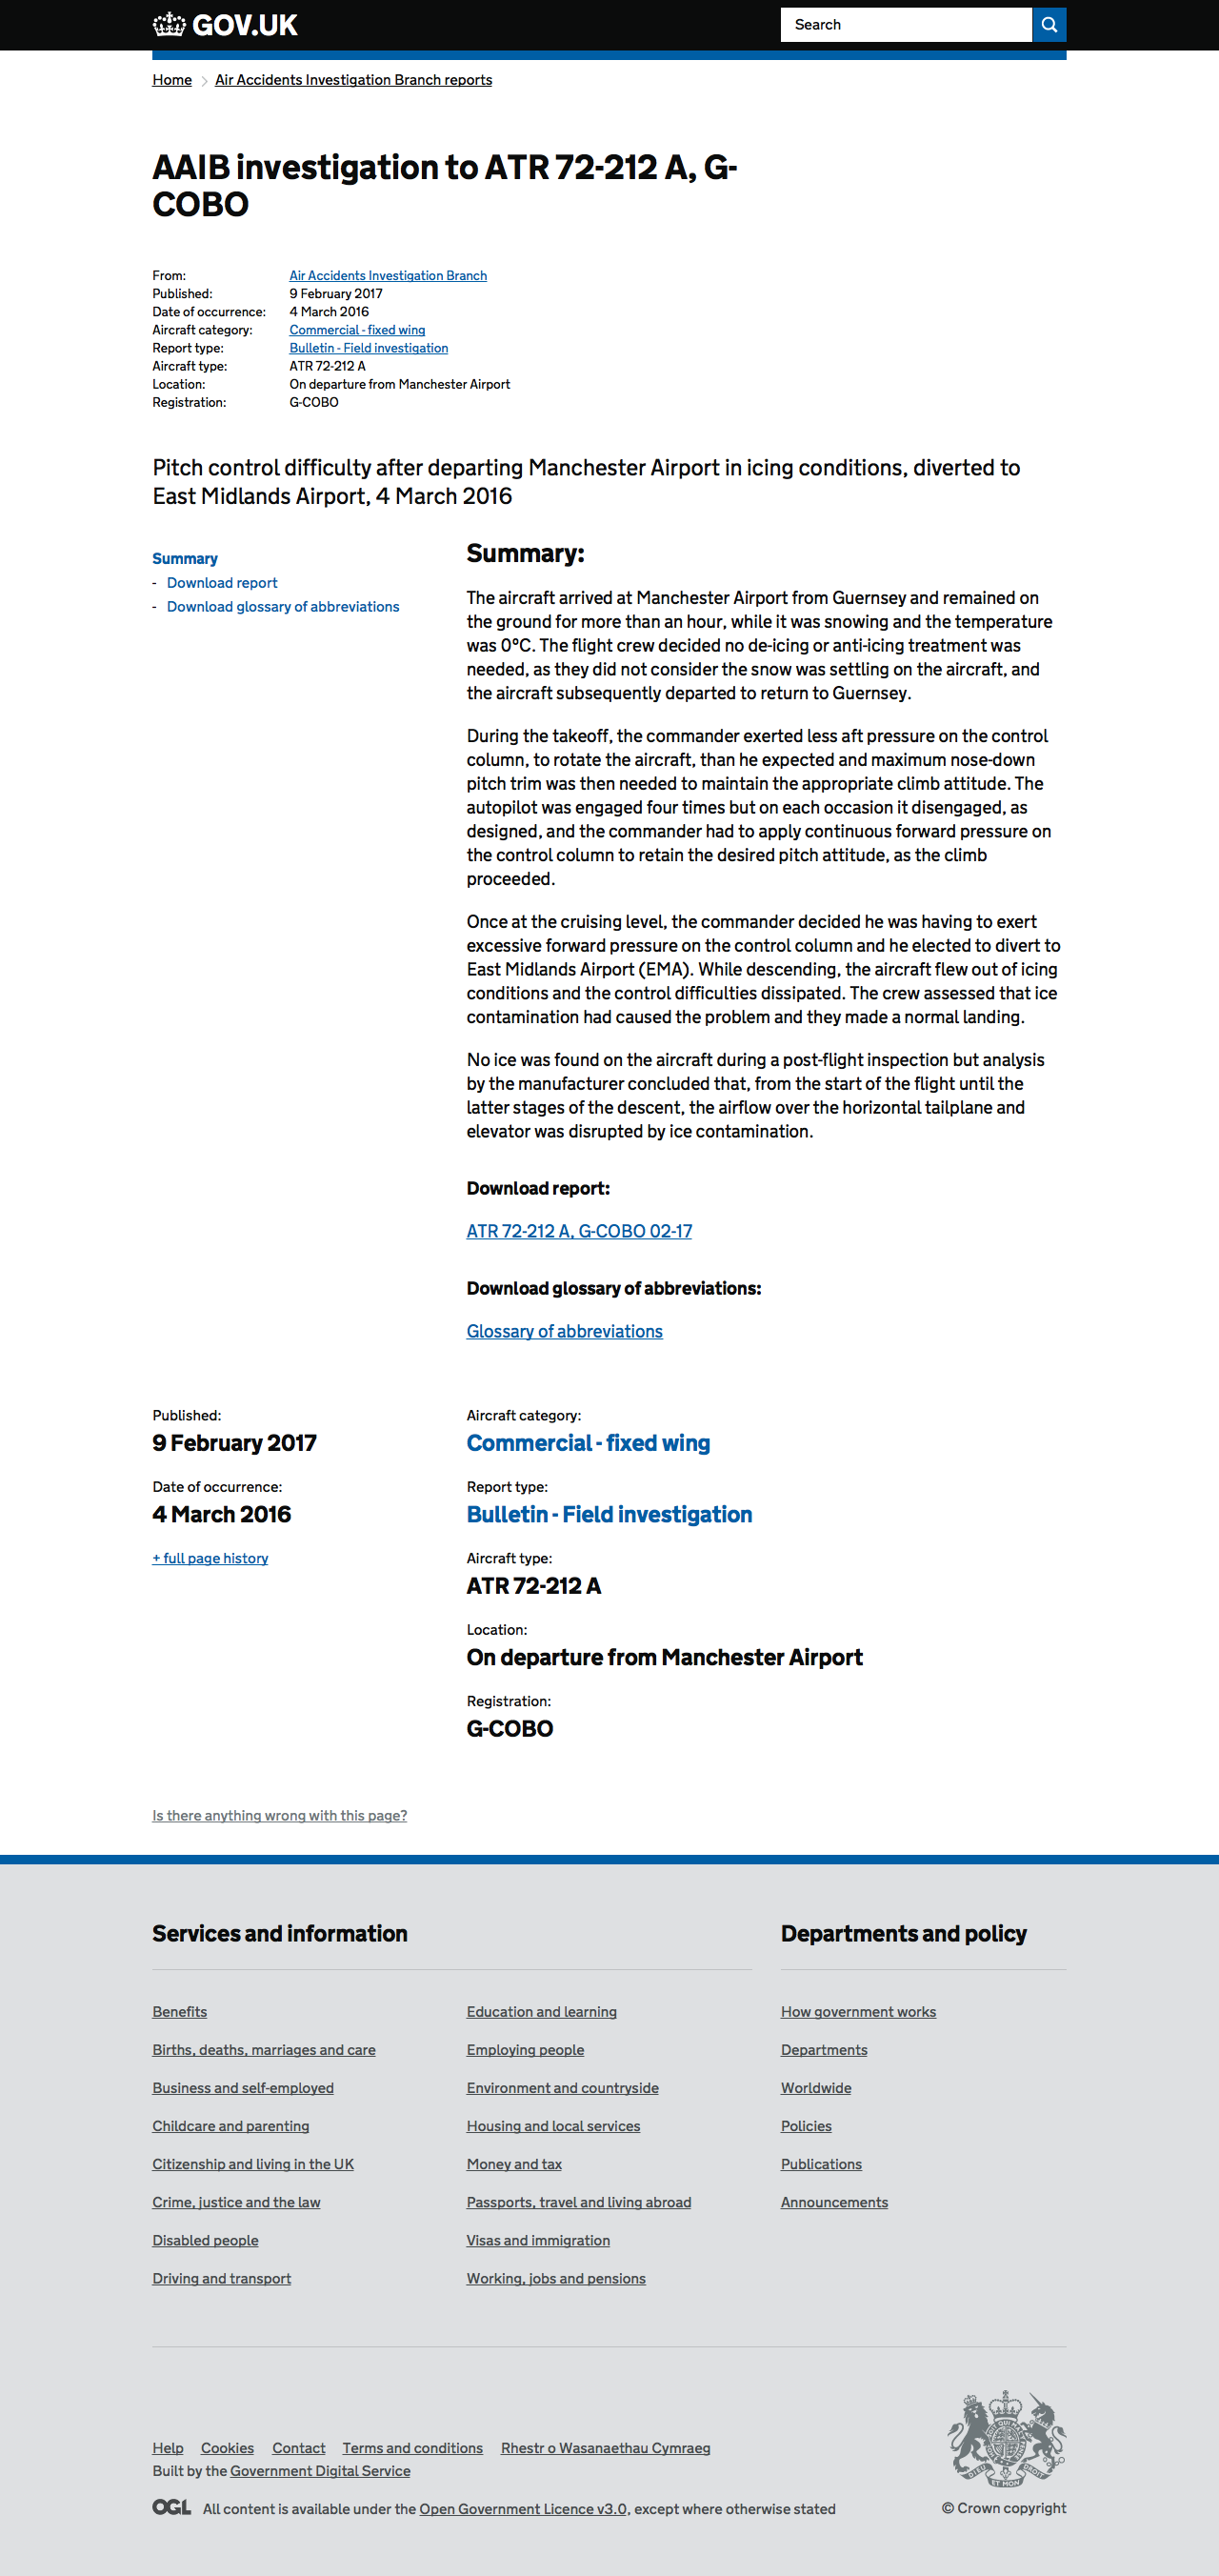 GOV.UK
Search
Home
Air Accidents Investigation Branch reports
AAIB investigation to ATR 72-212 A, G-
COBO
From: Air Accidents Investigation Branch
Published: 9 February 2017
Date of occurrence: 4 March 2016
Aircraft category: Commercial - fixed wing
Report type: Bulletin - Field investigation
Aircraft type: ATR 72-212 A
Location: On departure from Manchester Airport
Registration: G-COBO
Pitch control difficulty after departing Manchester Airport in icing conditions, diverted to
East Midlands Airport, 4 March 2016
Summary
- Download report
- Download glossary of abbreviations
Summary:
The aircraft arrived at Manchester Airport from Guernsey and remained on
the ground for more than an hour, while it was snowing and the temperature
was 0°C. The flight crew decided no de-icing or anti-icing treatment was
needed, as they did not consider the snow was settling on the aircraft, and
the aircraft subsequently departed to return to Guernsey.
During the takeoff, the commander exerted less aft pressure on the control
column, to rotate the aircraft, than he expected and maximum nose-down
pitch trim was then needed to maintain the appropriate climb attitude. The
autopilot was engaged four times but on each occasion it disengaged, as
designed, and the commander had to apply continuous forward pressure on
the control column to retain the desired pitch attitude, as the climb
proceeded.
Once at the cruising level, the commander decided he was having to exert
excessive forward pressure on the control column and he elected to divert to
East Midlands Airport (EMA). While descending, the aircraft flew out of icing
conditions and the control difficulties dissipated. The crew assessed that ice
contamination had caused the problem and they made a normal landing.
No ice was found on the aircraft during a post-flight inspection but analysis
by the manufacturer concluded that, from the start of the flight until the
latter stages of the descent, the airflow over the horizontal tailplane and
elevator was disrupted by ice contamination.
Download report:
ATR 72-212 A, G-COBO 02-17
Download glossary of abbreviations:
Glossary of abbreviations
Published:
9 February 2017
Date of occurrence:
4 March 2016
+ full page history
Aircraft category:
Commercial - fixed wing
Report type:
Bulletin - Field investigation
Aircraft type:
ATR 72-212 A
Location:
On departure from Manchester Airport
Registration:
G-COBO
Is there anything wrong with this page?
Services and information
Benefits
Births, deaths, marriages and care
Business and self-employed
Childcare and parenting
Citizenship and living in the UK
Crime, justice and the law
Disabled people
Driving and transport
Education and learning
Employing people
Environment and countryside
Housing and local services
Money and tax
Passports, travel and living abroad
Visas and immigration
Working, jobs and pensions
Departments and policy
How government works
Departments
Worldwide
Policies
Publications
Announcements
Help Cookies Contact Terms and conditions Rhestr o Wasanaethau Cymraeg
Built by the Government Digital Service
OGL All content is available under the Open Government Licence v3.0, except where otherwise stated
DIEU ET MON DROIT
© Crown copyright